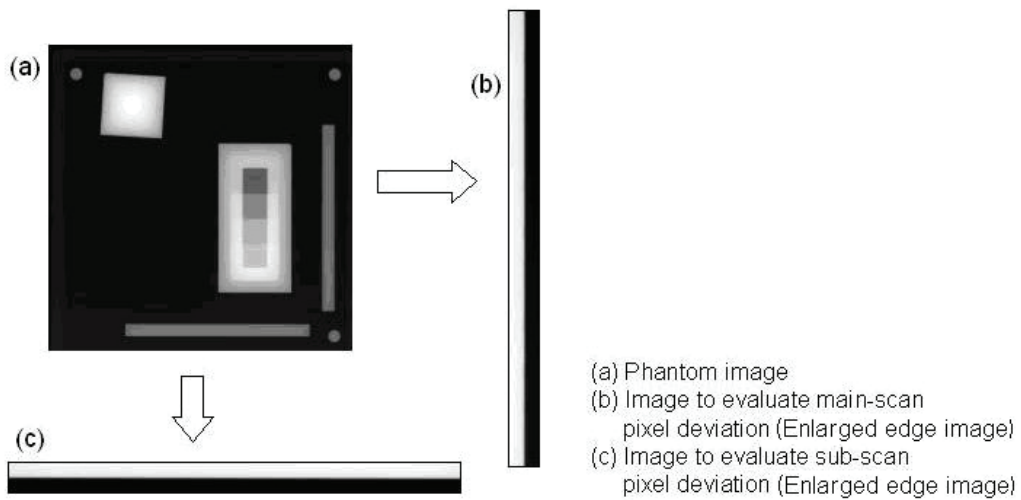 (a)
(b)
(c)
(a) Phantom image
(b) Image to evaluate main-scan
pixel deviation (Enlarged edge image)
(c) Image to evaluate sub-scan
pixel deviation (Enlarged edge image)